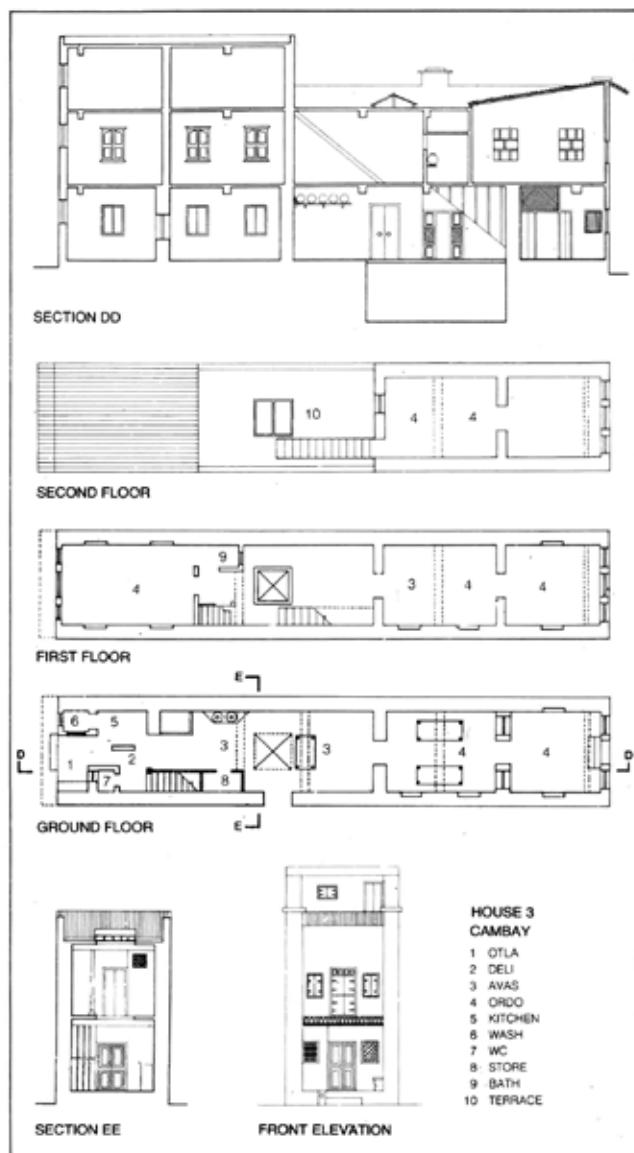 SECTION DD
10
4
4
SECOND FLOOR
9
4
3
4
4
FIRST FLOOR
E
6
5
D
1
2
3
3
4
4
D
7
8
GROUND FLOOR
E
HOUSE 3
CAMBAY
1 OTLA
2 DELI
3 AVAS
4 ORDO
5 KITCHEN
6 WASH
7 WC
8 STORE
9 BATH
10 TERRACE
SECTION EE
FRONT ELEVATION